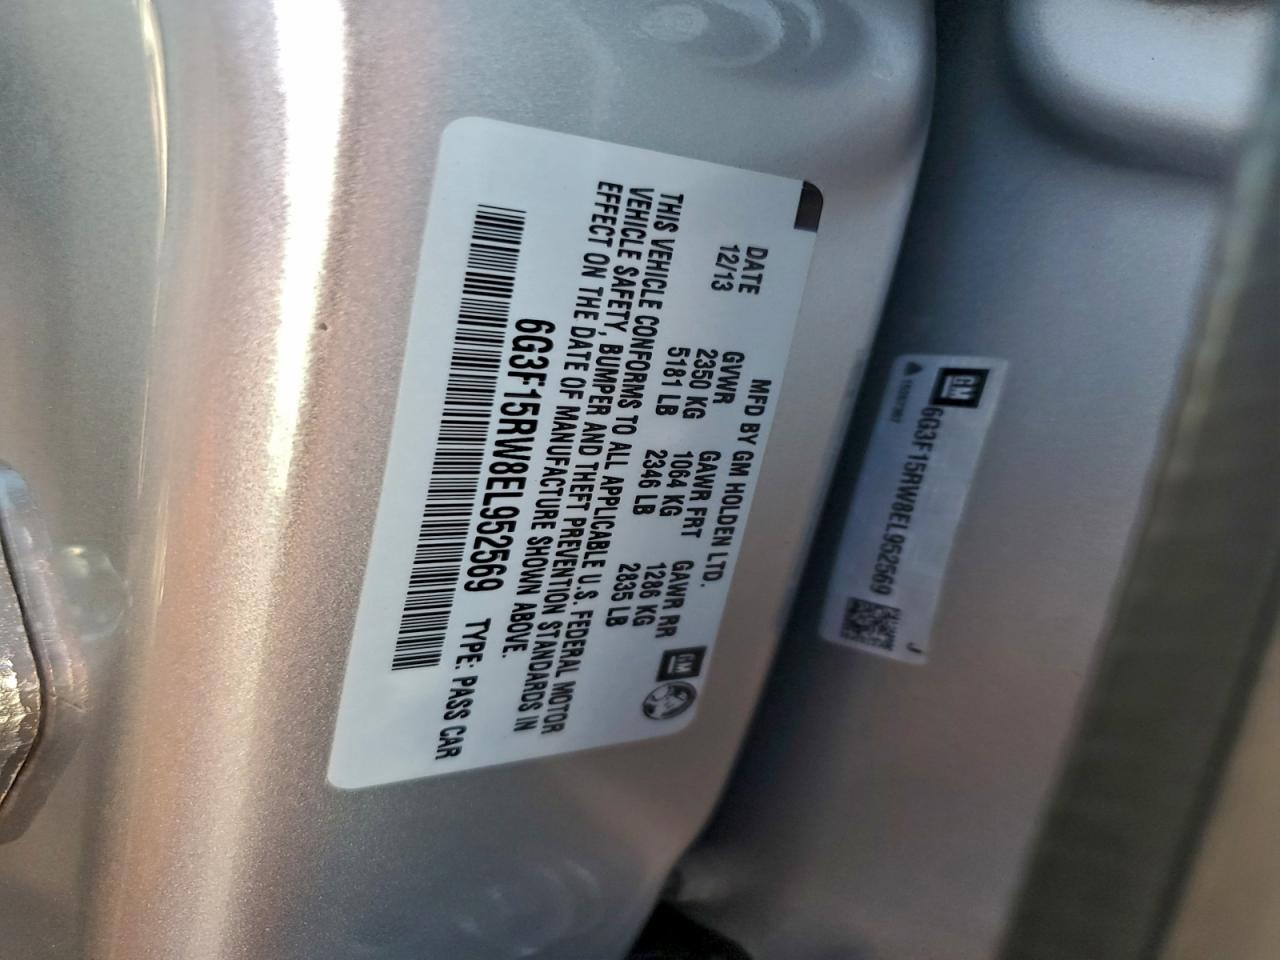 MFD BY GM HOLDEN LTD.
DATE GVWR GAWR FRT GAWR RR
12/13 2350 KG 1064 KG 1286 KG
5181 LB 2346 LB 2835 LB
GM
THIS VEHICLE CONFORMS TO ALL APPLICABLE U.S. FEDERAL MOTOR
VEHICLE SAFETY, BUMPER AND THEFT PREVENTION STANDARDS IN
EFFECT ON THE DATE OF MANUFACTURE SHOWN ABOVE.
6G3F15RW8EL952569 TYPE: PASS CAR
GM
6G3F15RW8EL952569
J